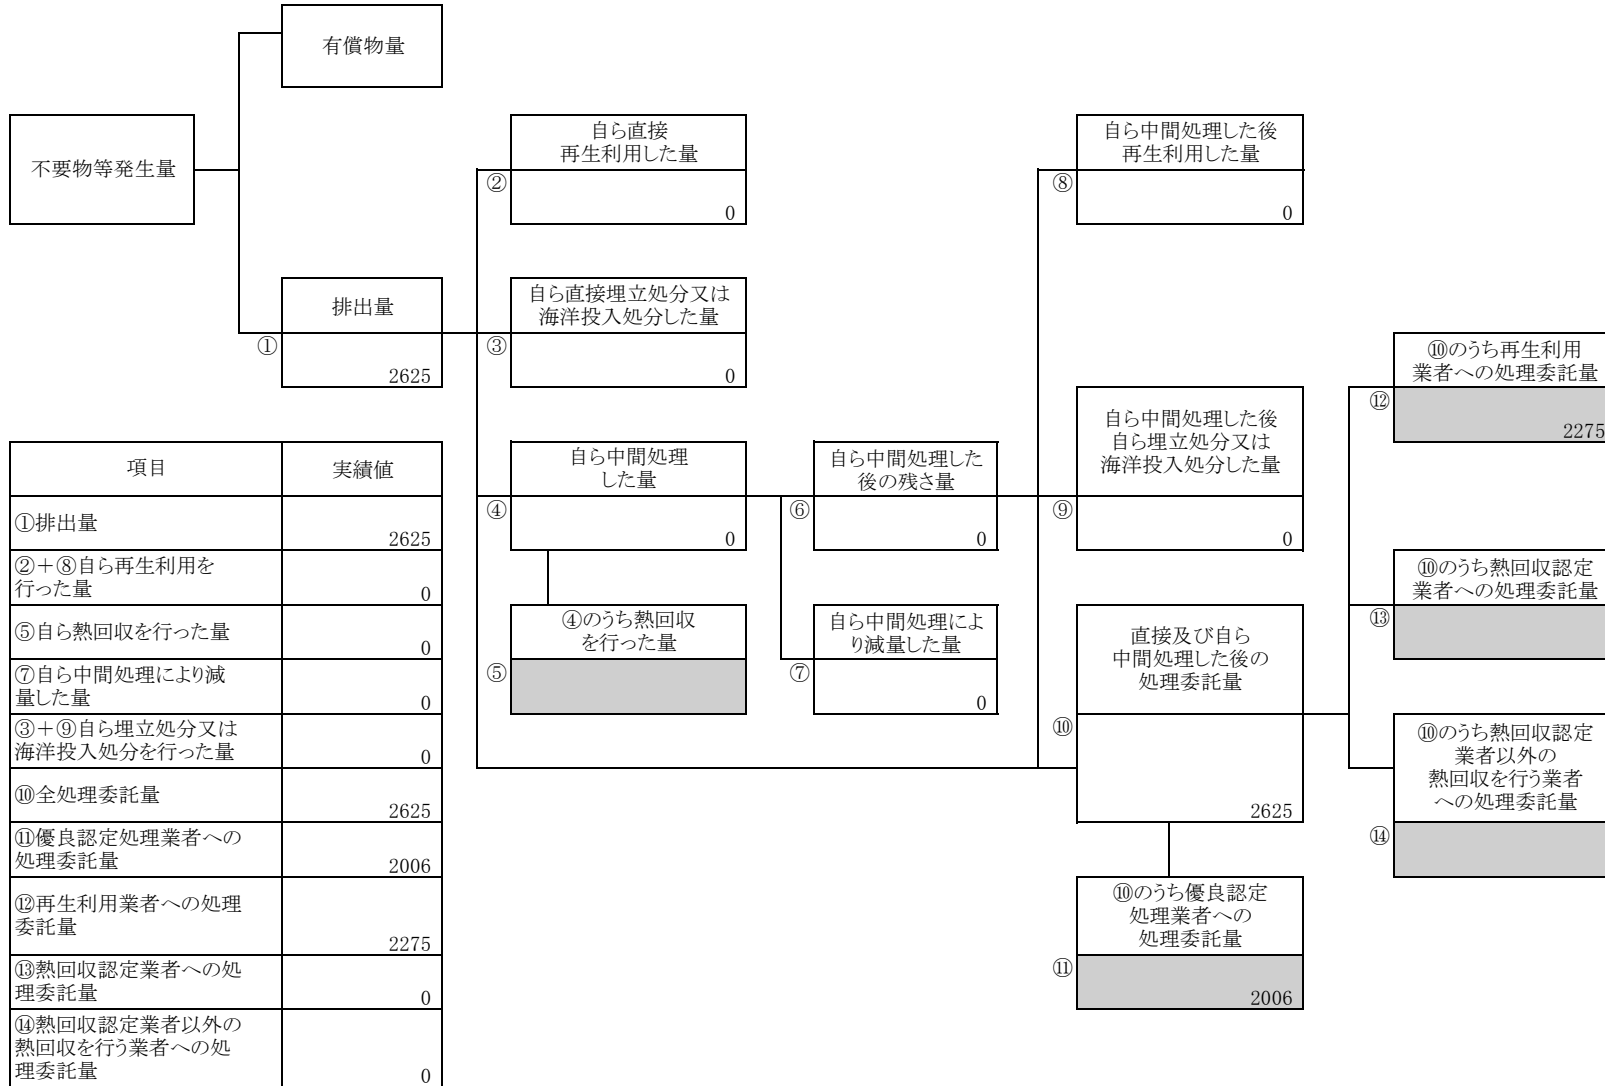 有償物量
不要物等発生量
自ら直接
再生利用した量
②
0
自ら中間処理した後
再生利用した量
⑧
0
排出量
①
2625
自ら直接埋立処分又は
海洋投入処分した量
③
0
⑩のうち再生利用
業者への処理委託量
⑫
2275
自ら中間処理
した量
④
0
自ら中間処理した
後の残さ量
⑥
0
自ら中間処理した後
自ら埋立処分又は
海洋投入処分した量
⑨
0
⑩のうち熱回収認定
業者への処理委託量
⑬
④のうち熱回収
を行った量
⑤
自ら中間処理によ
り減量した量
⑦
0
直接及び自ら
中間処理した後の
処理委託量
⑩
2625
⑩のうち熱回収認定
業者以外の
熱回収を行う業者
への処理委託量
⑭
⑩のうち優良認定
処理業者への
処理委託量
⑪
2006
項目 実績値
①排出量
2625
②+⑧自ら再生利用を
行った量
0
⑤自ら熱回収を行った量
0
⑦自ら中間処理により減
量した量
0
③+⑨自ら埋立処分又は
海洋投入処分を行った量
0
⑩全処理委託量
2625
⑪優良認定処理業者への
処理委託量
2006
⑫再生利用業者への処理
委託量
2275
⑬熱回収認定業者への処
理委託量
0
⑭熱回収認定業者以外の
熱回収を行う業者への処
理委託量
0